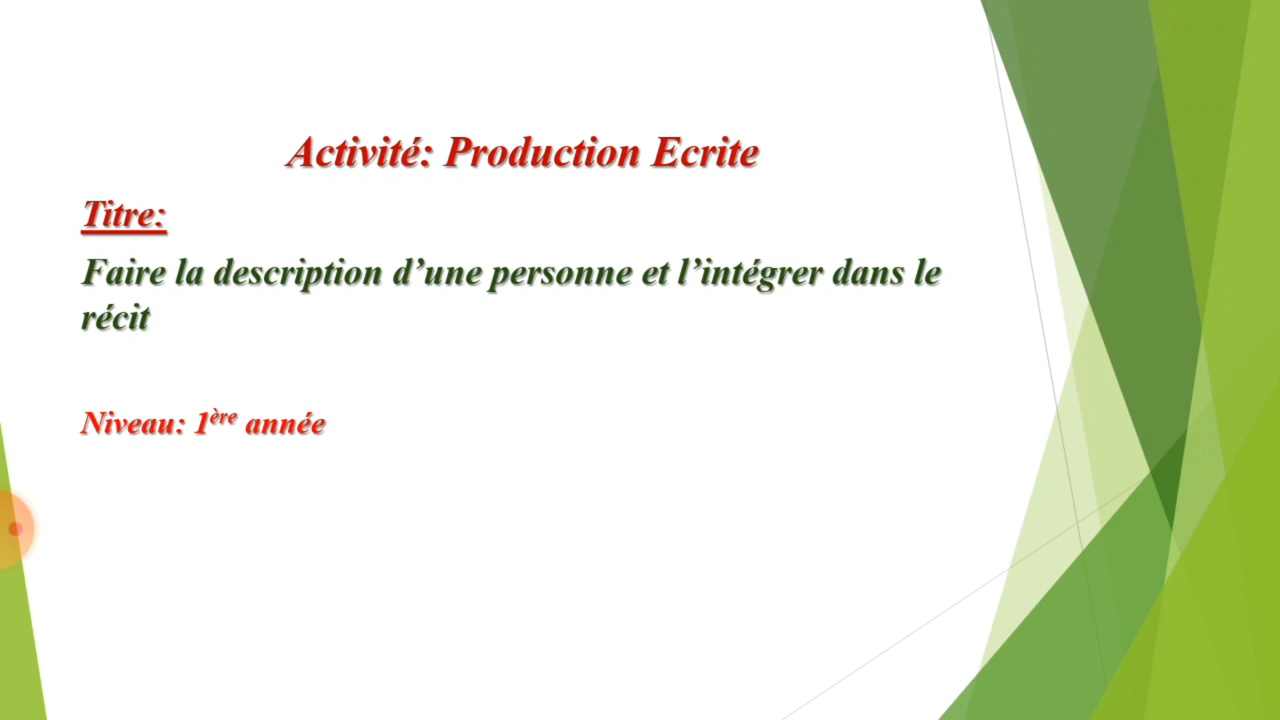 Activité: Production Ecrite
Titre:
Faire la description d’une personne et l’intégrer dans le
récit
Niveau: 1ère année